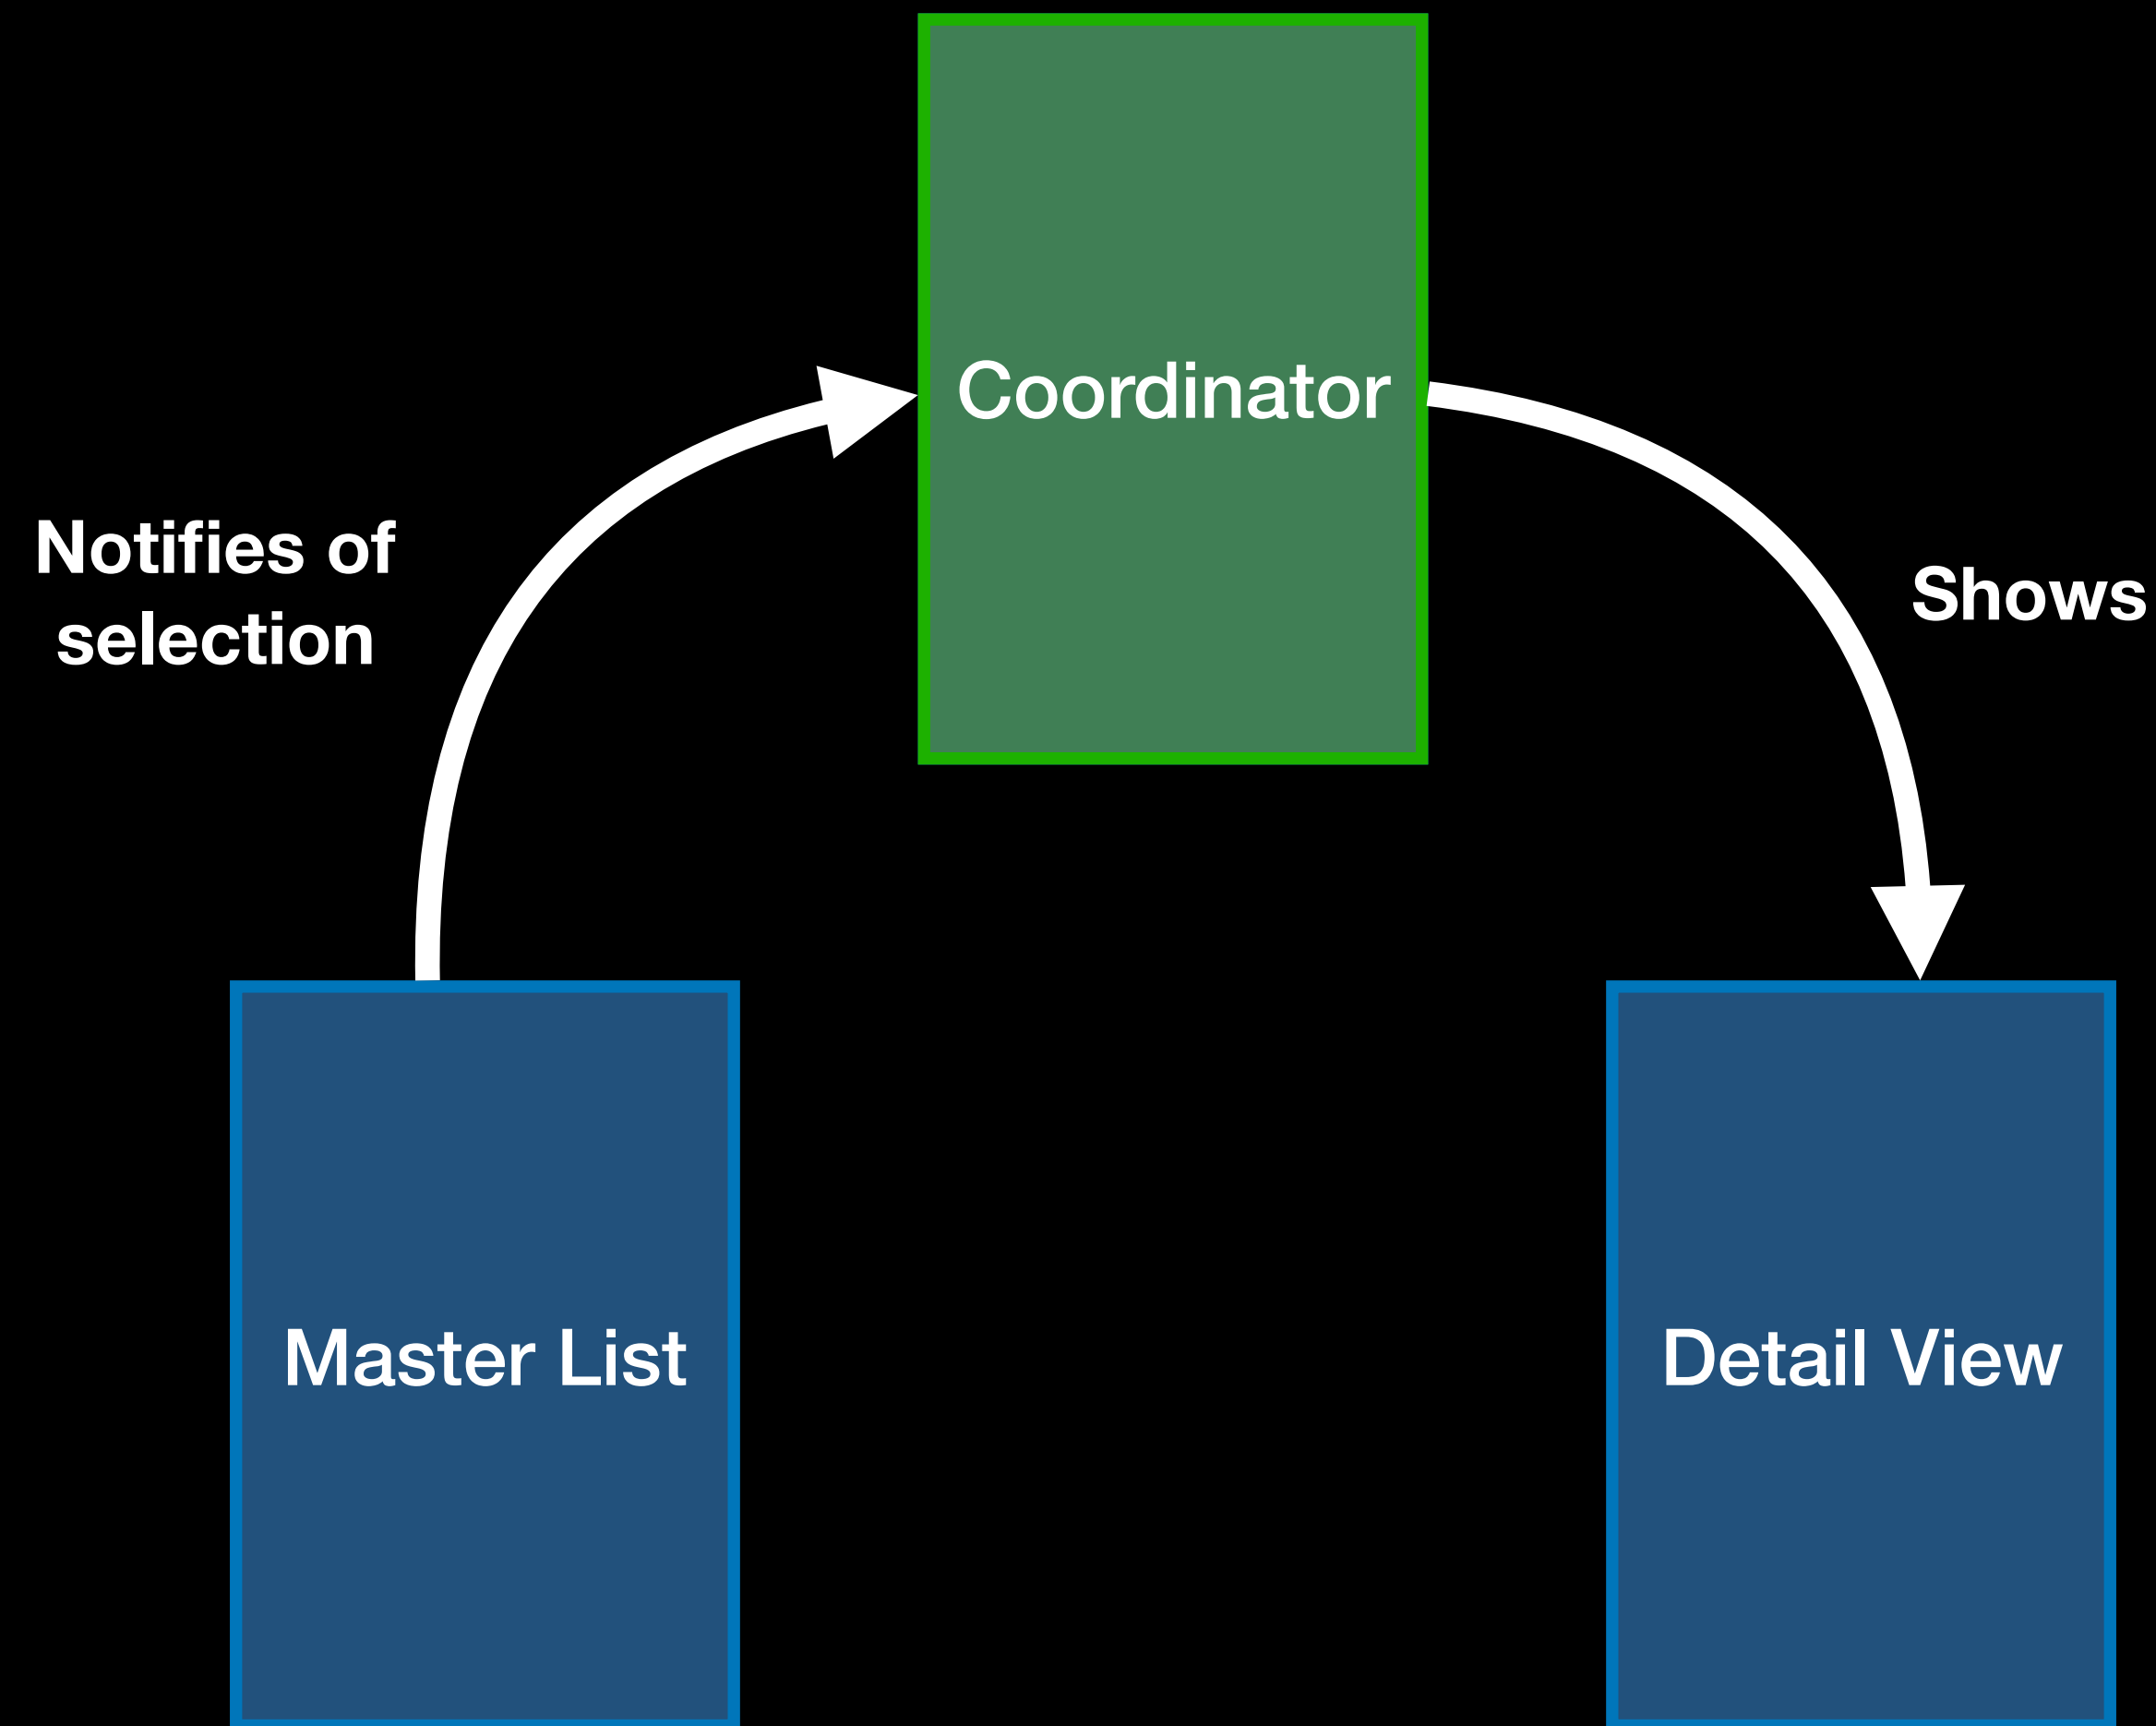 Coordinator
Notifies of
selection
Shows
Master List
Detail View